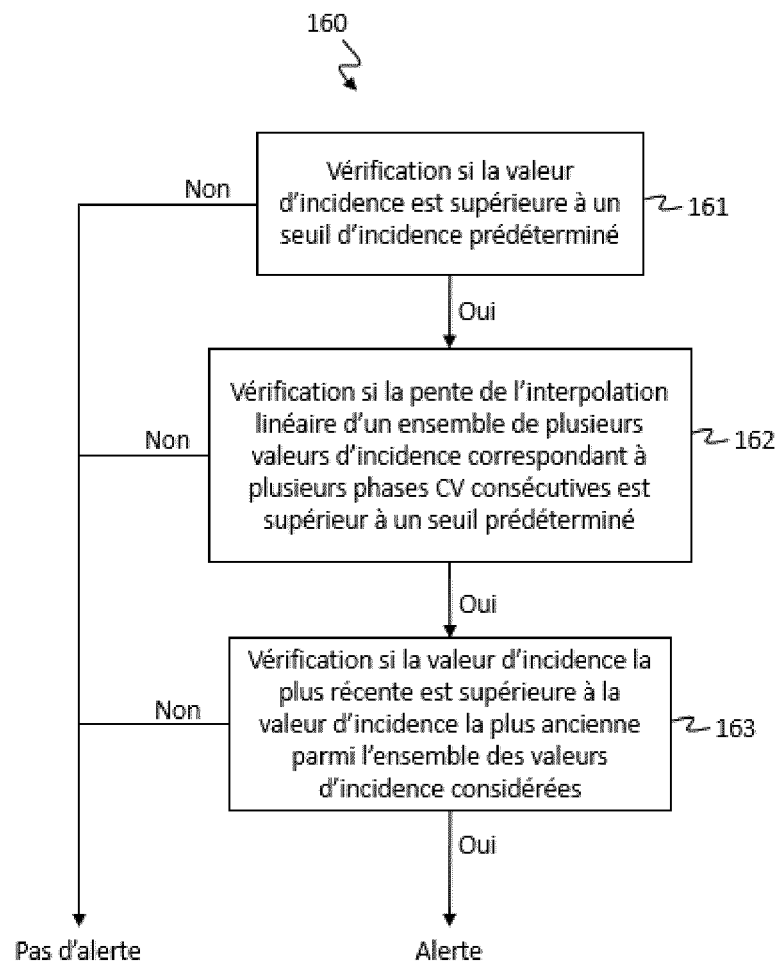 160
Vérification si la valeur
d'incidence est supérieure à un
seuil d'incidence prédéterminé
Non
161
Oui
Vérification si la pente de l'interpolation
linéaire d'un ensemble de plusieurs
valeurs d'incidence correspondant à
plusieurs phases CV consécutives est
supérieur à un seuil prédéterminé
Non
162
Oui
Vérification si la valeur d'incidence la
plus récente est supérieure à la
valeur d'incidence la plus ancienne
parmi l'ensemble des valeurs
d'incidence considérées
Non
163
Oui
Pas d'alerte
Alerte